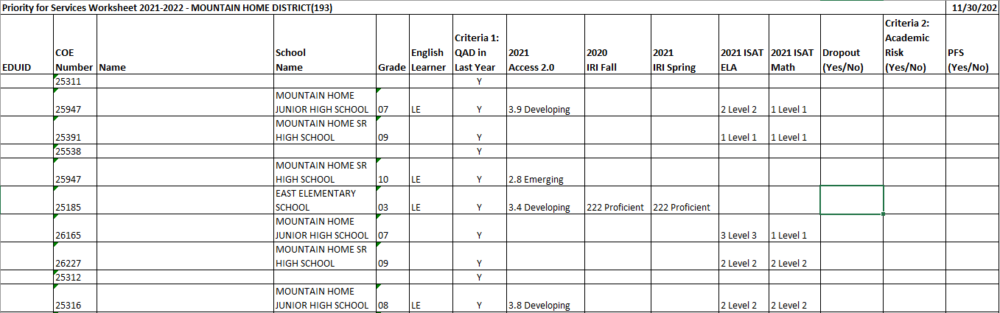 Priority for Services Worksheet 2021-2022 - MOUNTAIN HOME DISTRICT(193) 11/30/202
EDUID COE Number Name School Name Grade English Learner Criteria 1: QAD in Last Year 2021 Access 2.0 2020 IRI Fall 2021 IRI Spring 2021 ISAT ELA 2021 ISAT Math Dropout (Yes/No) Criteria 2: Academic Risk (Yes/No) PFS (Yes/No)
25311 Y
25947 MOUNTAIN HOME JUNIOR HIGH SCHOOL 07 LE Y 3.9 Developing 2 Level 2 1 Level 1
25391 MOUNTAIN HOME SR HIGH SCHOOL 09 Y 1 Level 1 1 Level 1
25538 Y
25947 MOUNTAIN HOME SR HIGH SCHOOL 10 LE Y 2.8 Emerging
25185 EAST ELEMENTARY SCHOOL 03 LE Y 3.4 Developing 222 Proficient 222 Proficient
26165 MOUNTAIN HOME JUNIOR HIGH SCHOOL 07 Y 3 Level 3 1 Level 1
26227 MOUNTAIN HOME SR HIGH SCHOOL 09 Y 2 Level 2 2 Level 2
25312 Y
25316 MOUNTAIN HOME JUNIOR HIGH SCHOOL 08 LE Y 3.8 Developing 2 Level 2 2 Level 2